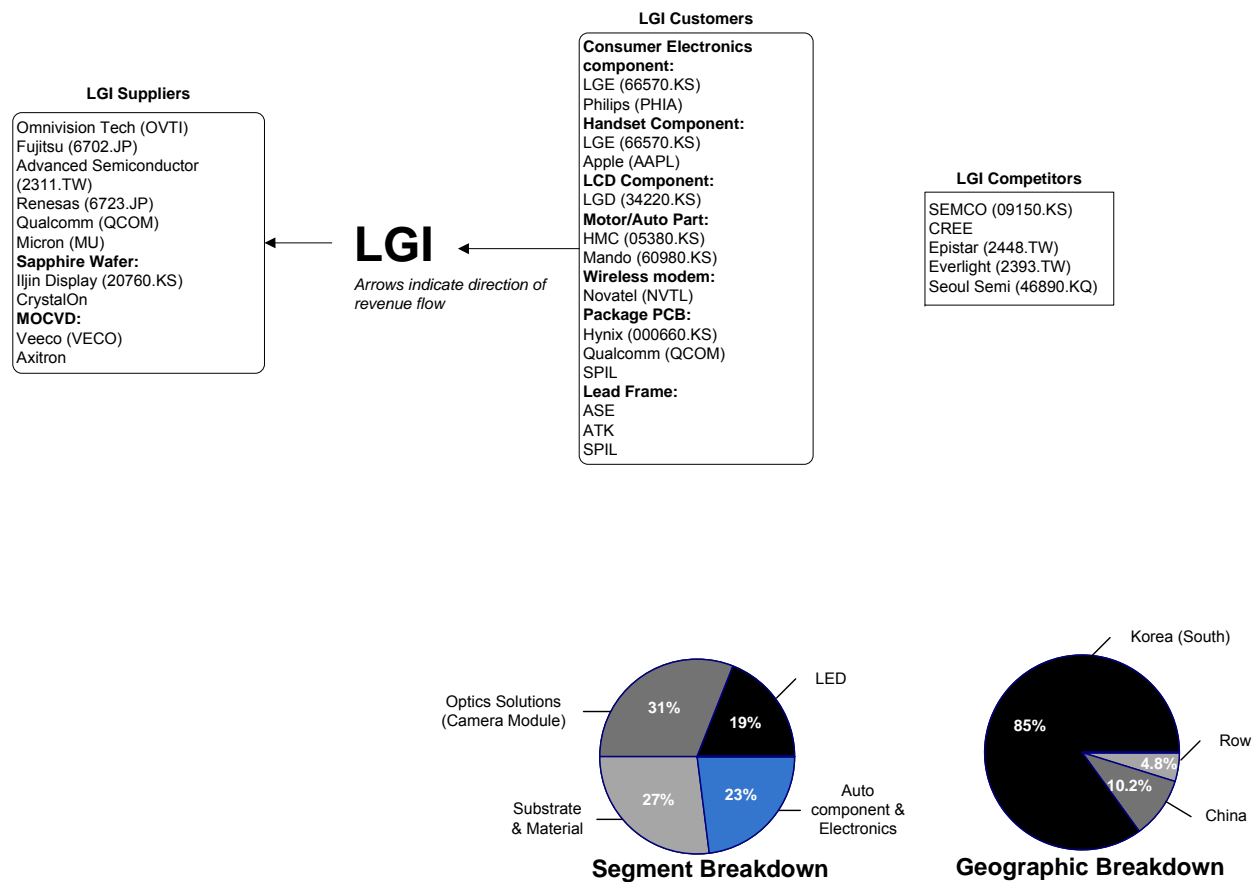 LGI Customers
Consumer Electronics
component:
LGE (66570.KS)
Philips (PHIA)
Handset Component:
LGE (66570.KS)
Apple (AAPL)
LCD Component:
LGD (34220.KS)
Motor/Auto Part:
HMC (05380.KS)
Mando (60980.KS)
Wireless modem:
Novatel (NVTL)
Package PCB:
Hynix (000660.KS)
Qualcomm (QCOM)
SPIL
Lead Frame:
ASE
ATK
SPIL
LGI Suppliers
Omnivision Tech (OVTI)
Fujitsu (6702.JP)
Advanced Semiconductor
(2311.TW)
Renesas (6723.JP)
Qualcomm (QCOM)
Micron (MU)
Sapphire Wafer:
Iljin Display (20760.KS)
CrystalOn
MOCVD:
Veeco (VECO)
Axitron
LGI
Arrows indicate direction of
revenue flow
LGI Competitors
SEMCO (09150.KS)
CREE
Epistar (2448.TW)
Everlight (2393.TW)
Seoul Semi (46890.KQ)
Optics Solutions
(Camera Module)
31%
19%
LED
Substrate
& Material
27%
23%
Auto
component &
Electronics
Segment Breakdown
Korea (South)
85%
Row
4.8%
10.2%
China
Geographic Breakdown